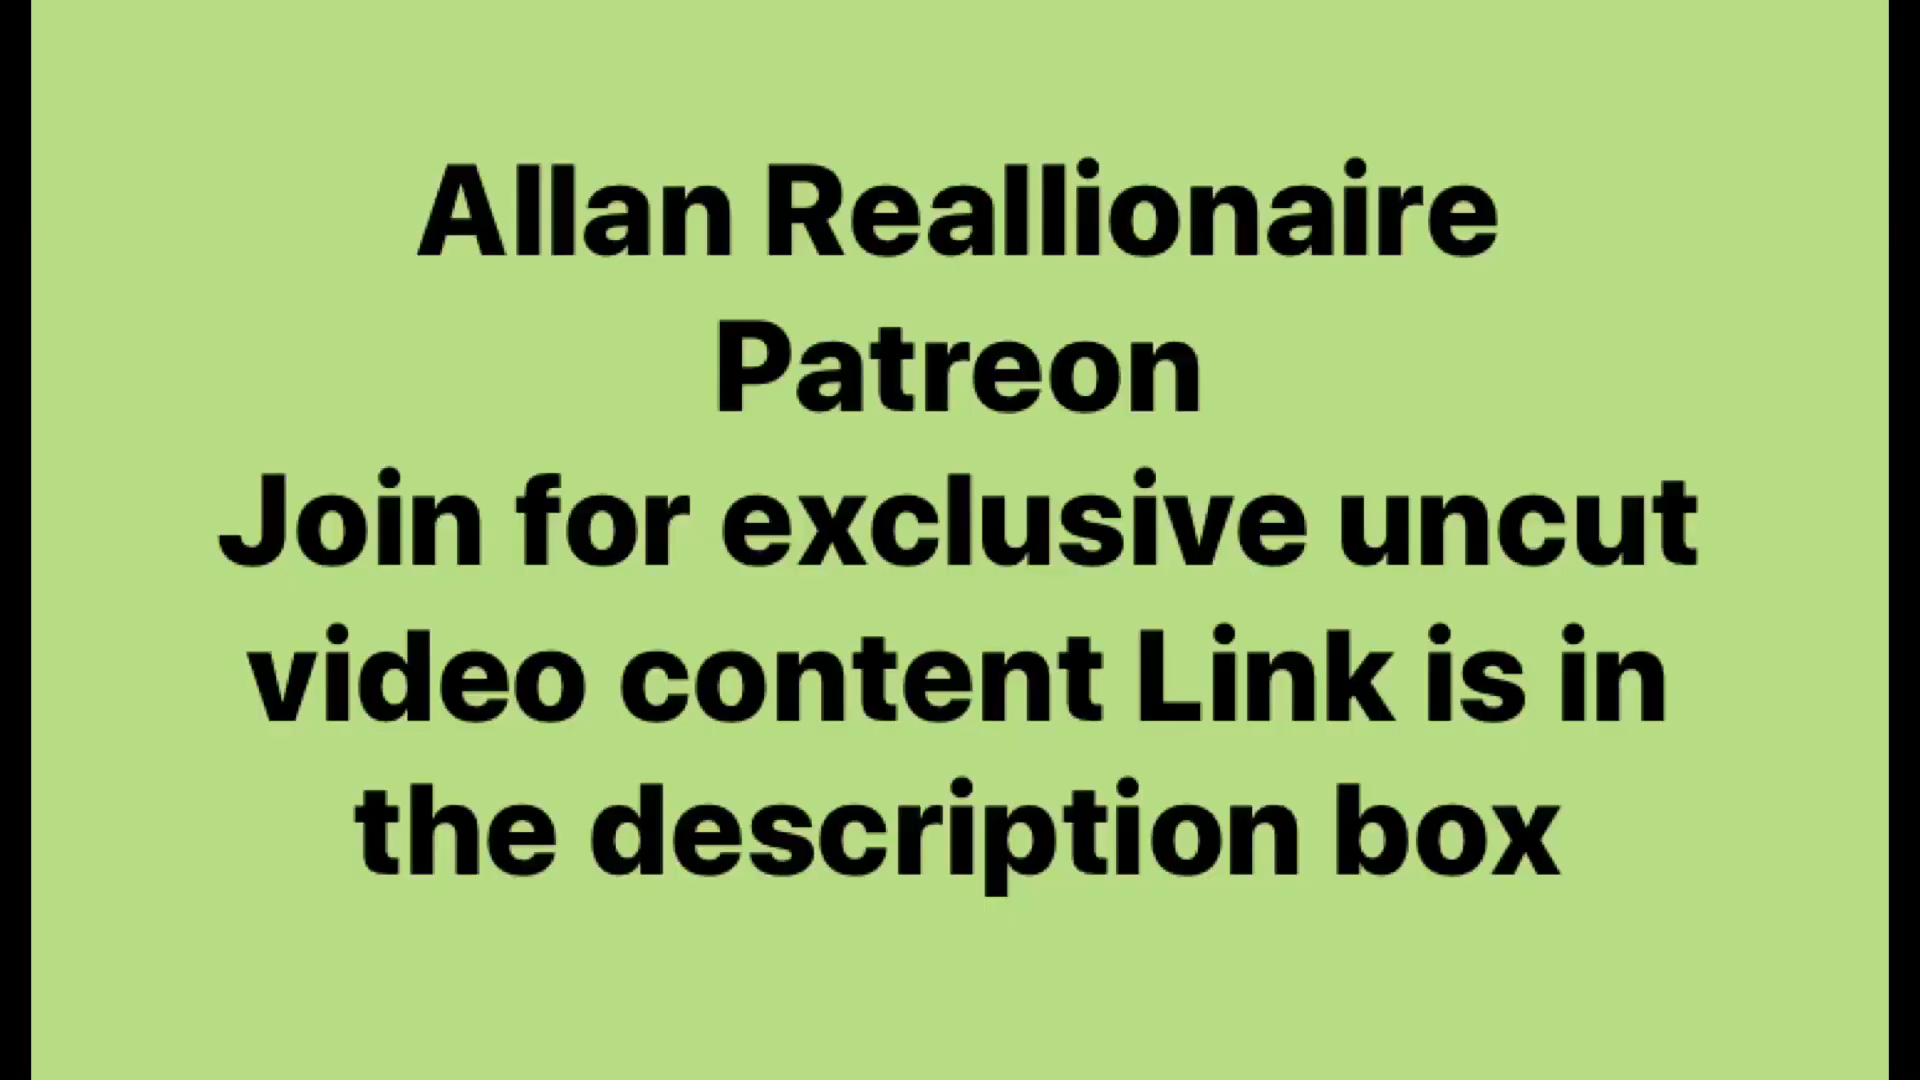 Allan Reallionaire
Patreon
Join for exclusive uncut
video content Link is in
the description box